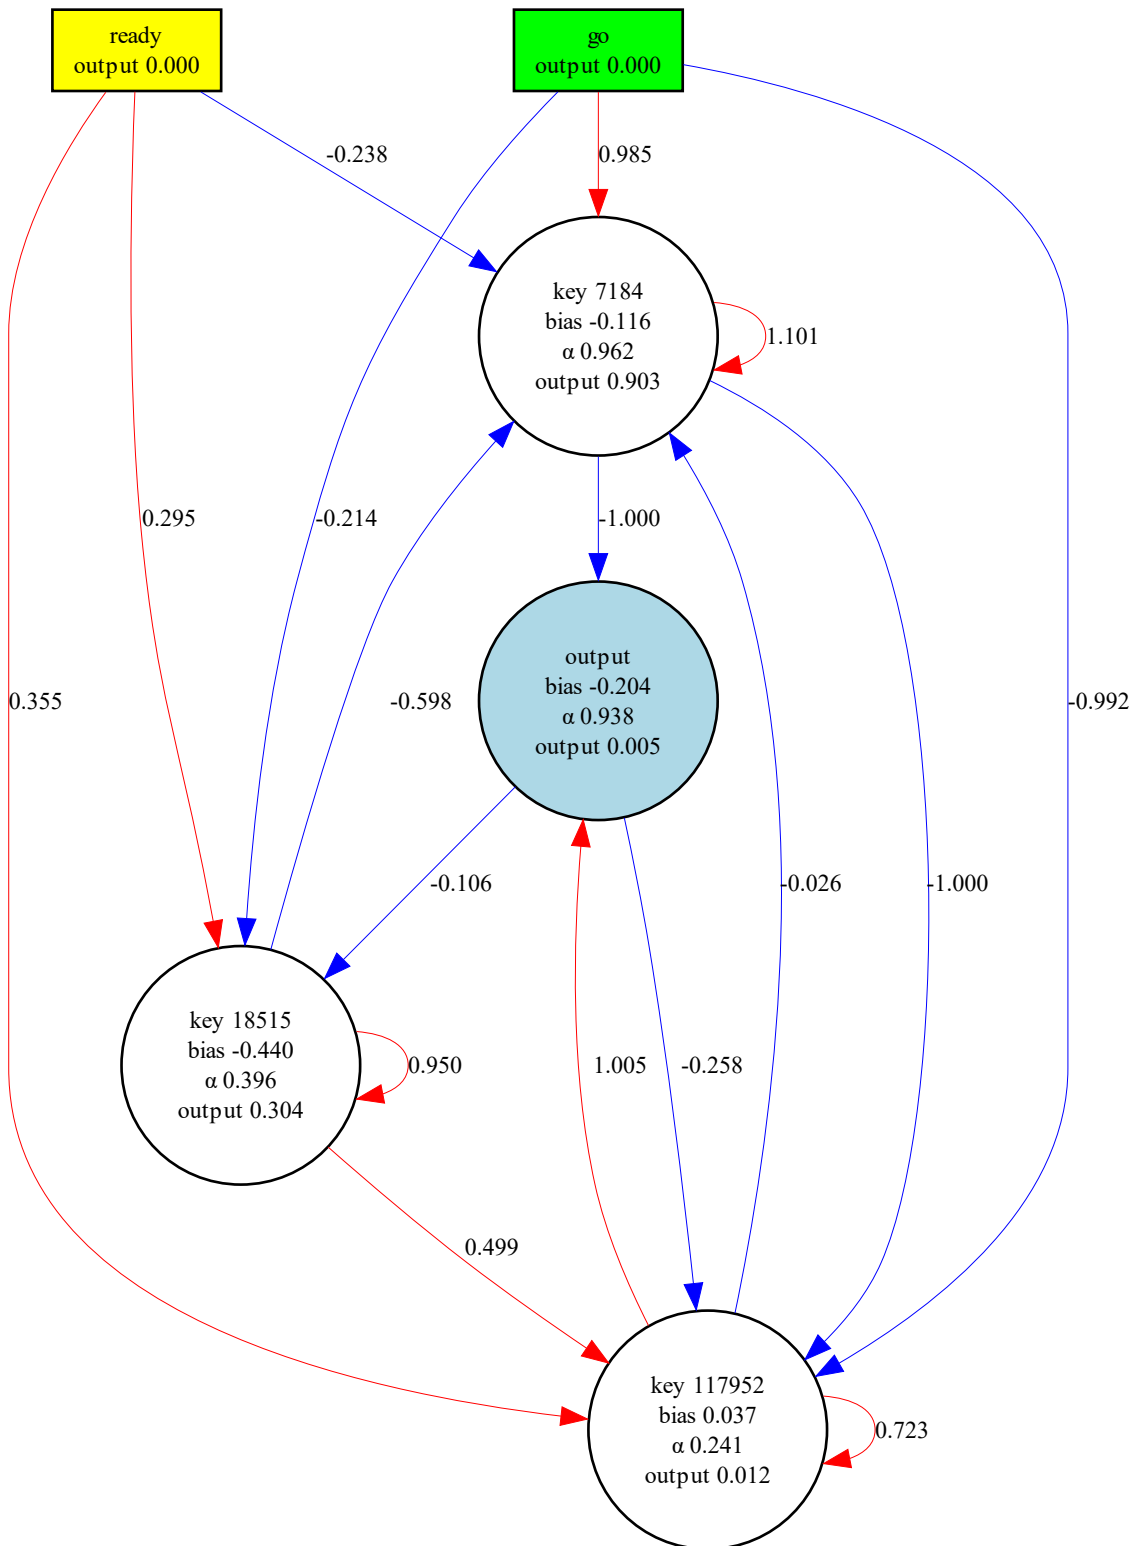 ready
output 0.000
go
output 0.000
-0.238
0.985
key 7184
bias -0.116
α 0.962
output 0.903
1.101
0.295
-0.214
-1.000
output
bias -0.204
α 0.938
output 0.005
0.355
-0.598
-0.992
-0.106
-0.026
-1.000
key 18515
bias -0.440
α 0.396
output 0.304
0.950
1.005
-0.258
0.499
key 117952
bias 0.037
α 0.241
output 0.012
0.723